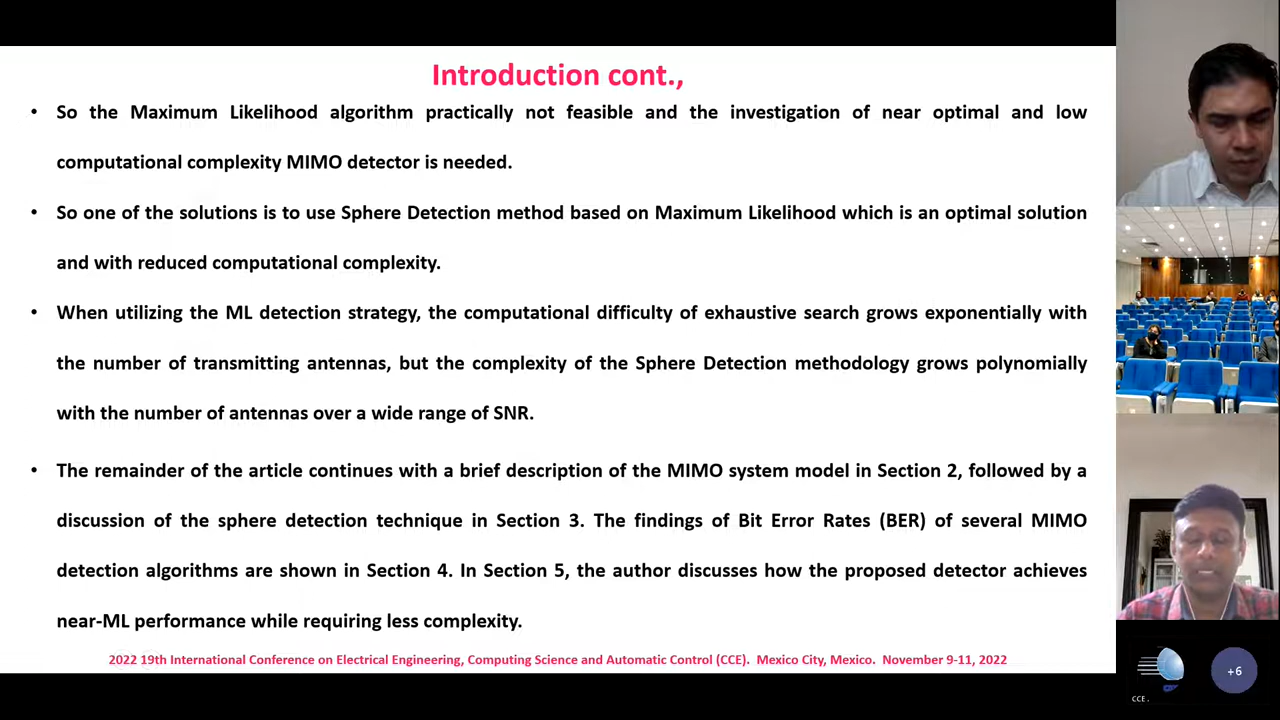 Introduction cont.,
• So the Maximum Likelihood algorithm practically not feasible and the investigation of near optimal and low
computational complexity MIMO detector is needed.
• So one of the solutions is to use Sphere Detection method based on Maximum Likelihood which is an optimal solution
and with reduced computational complexity.
• When utilizing the ML detection strategy, the computational difficulty of exhaustive search grows exponentially with
the number of transmitting antennas, but the complexity of the Sphere Detection methodology grows polynomially
with the number of antennas over a wide range of SNR.
• The remainder of the article continues with a brief description of the MIMO system model in Section 2, followed by a
discussion of the sphere detection technique in Section 3. The findings of Bit Error Rates (BER) of several MIMO
detection algorithms are shown in Section 4. In Section 5, the author discusses how the proposed detector achieves
near-ML performance while requiring less complexity.
2022 19th International Conference on Electrical Engineering, Computing Science and Automatic Control (CCE). Mexico City, Mexico. November 9-11, 2022
+6
CCE.